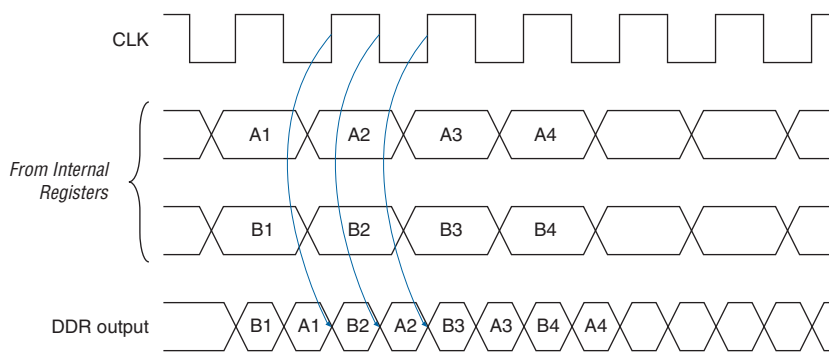 CLK
A1 A2 A3 A4
From Internal
Registers
B1 B2 B3 B4
DDR output
B1 A1 B2 A2 B3 A3 B4 A4